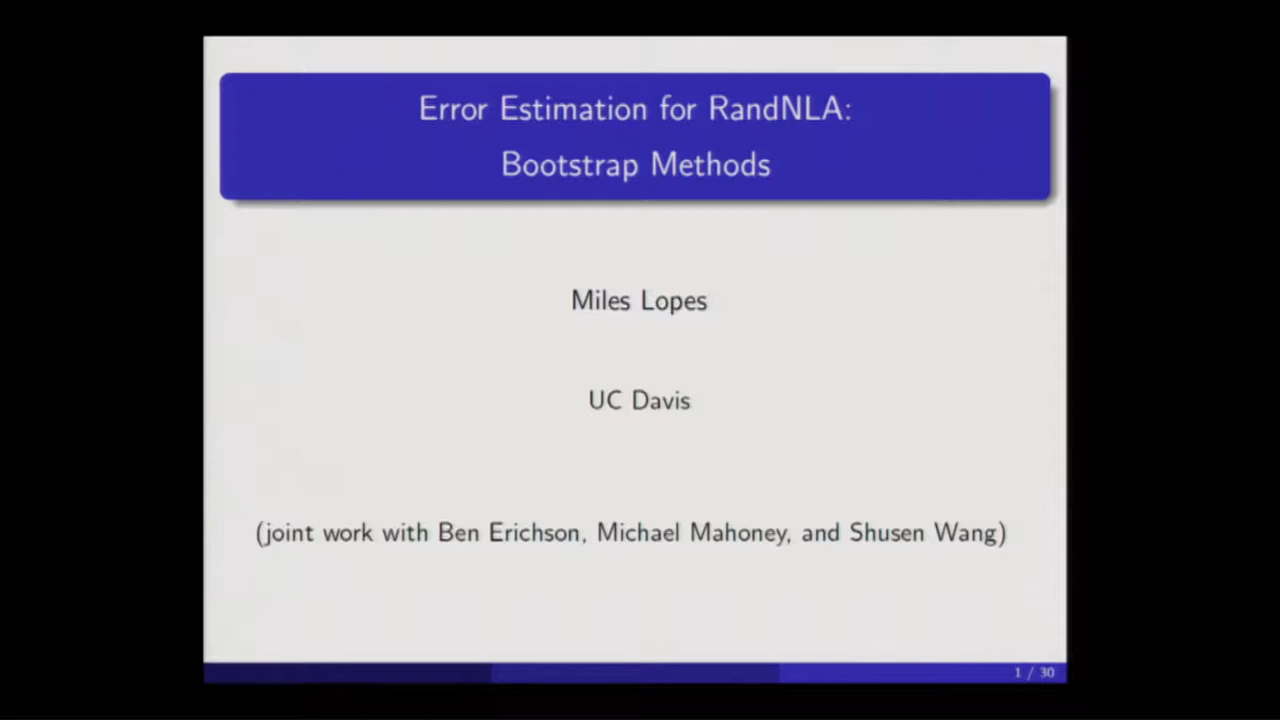 Error Estimation for RandNLA:
Bootstrap Methods
Miles Lopes
UC Davis
(joint work with Ben Erichson, Michael Mahoney, and Shusen Wang)
1 / 30